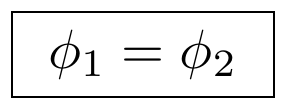 ϕ₁ = ϕ₂